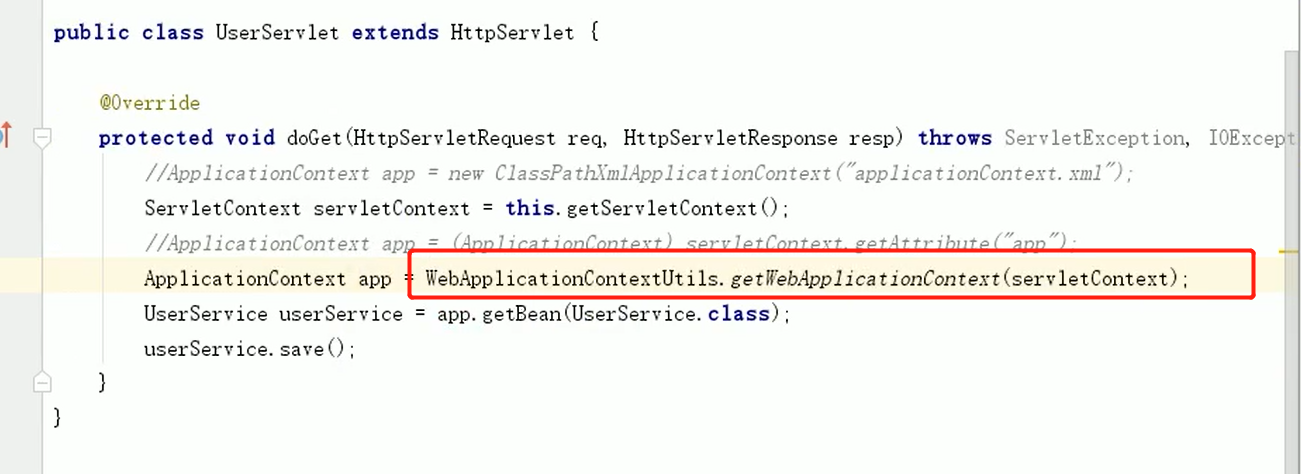 public class UserServlet extends HttpServlet {
@Override
protected void doGet(HttpServletRequest req, HttpServletResponse resp) throws ServletException, IOExcept
//ApplicationContext app = new ClassPathXmlApplicationContext("applicationContext.xml");
ServletContext servletContext = this.getServletContext();
//ApplicationContext app = (ApplicationContext) servletContext.getAttribute("app");
ApplicationContext app = WebApplicationContextUtils.getWebApplicationContext(servletContext);
UserService userService = app.getBean(UserService.class);
userService.save();
}
}